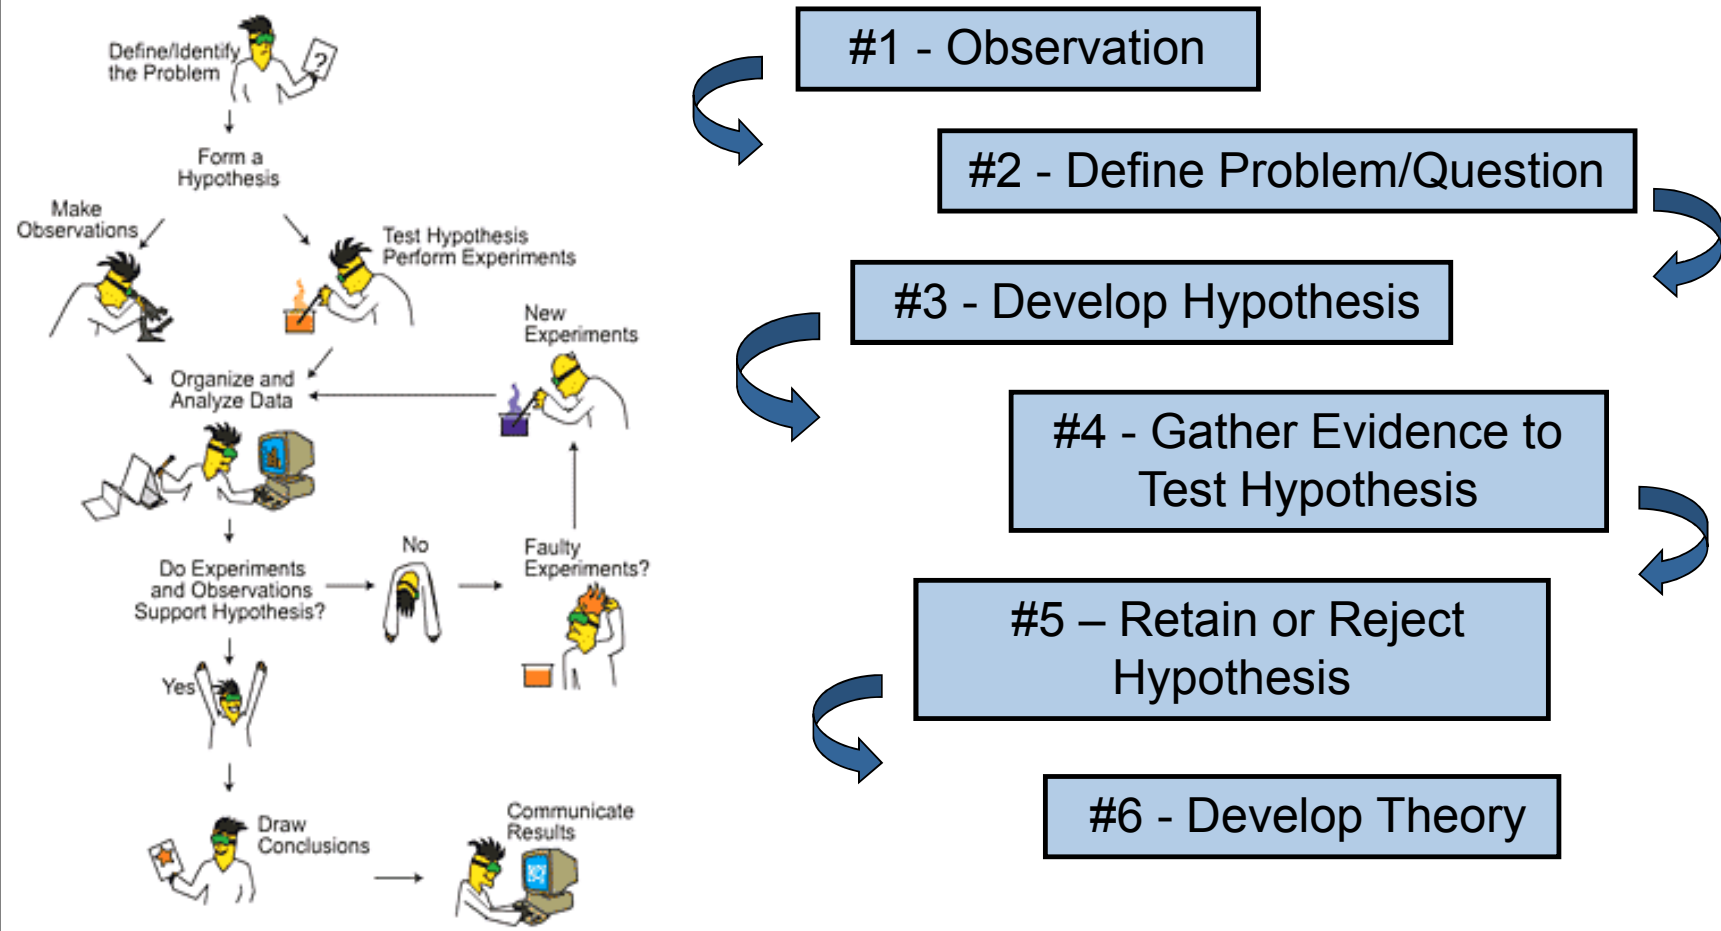 Define/Identify
the Problem
?
Form a
Hypothesis
Make
Observations
Test Hypothesis
Perform Experiments
New
Experiments
Organize and
Analyze Data
Do Experiments
and Observations
Support Hypothesis?
No
Faulty
Experiments?
Yes
Draw
Conclusions
Communicate
Results
#1 - Observation
#2 - Define Problem/Question
#3 - Develop Hypothesis
#4 - Gather Evidence to
Test Hypothesis
#5 – Retain or Reject
Hypothesis
#6 - Develop Theory